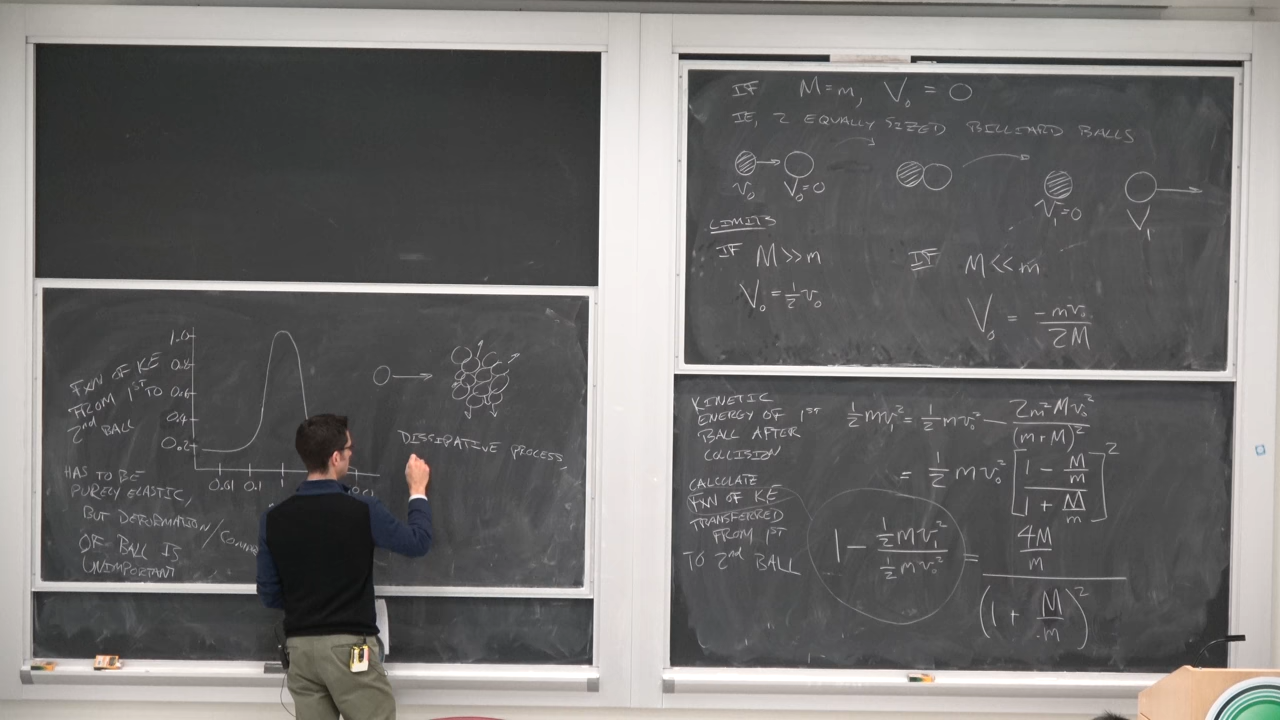 1.0
0.8
0.6
0.4
0.2
0.01 0.1 1
FXN OF KE
FROM 1ST TO
2nd BALL
HAS TO BE
PURELY ELASTIC,
BUT DEFORMATION/
OF BALL IS
UNIMPORTANT
DISSIPATIVE PROCESS,
IF M=m, V₀ = 0
IE, 2 EQUALLY SIZED BILLIARD BALLS
v₀ V₀=0 v₁=0 V₁
LIMITS
IF M>>m
V₀ = ½ v₀
IF M<<m
V₀ = -mv₀ / 2M
KINETIC
ENERGY OF 1ST
BALL AFTER
COLLISION
½mv₁² = ½mv₀² - 2m²Mv₀² / (m+M)²
= ½mv₀² [(1 - M/m) / (1 + M/m)]²
CALCULATE
FXN OF KE
TRANSFERRED
FROM 1ST
TO 2nd BALL
1 - ½mv₁² / ½mv₀² = 4M/m / (1 + M/m)²